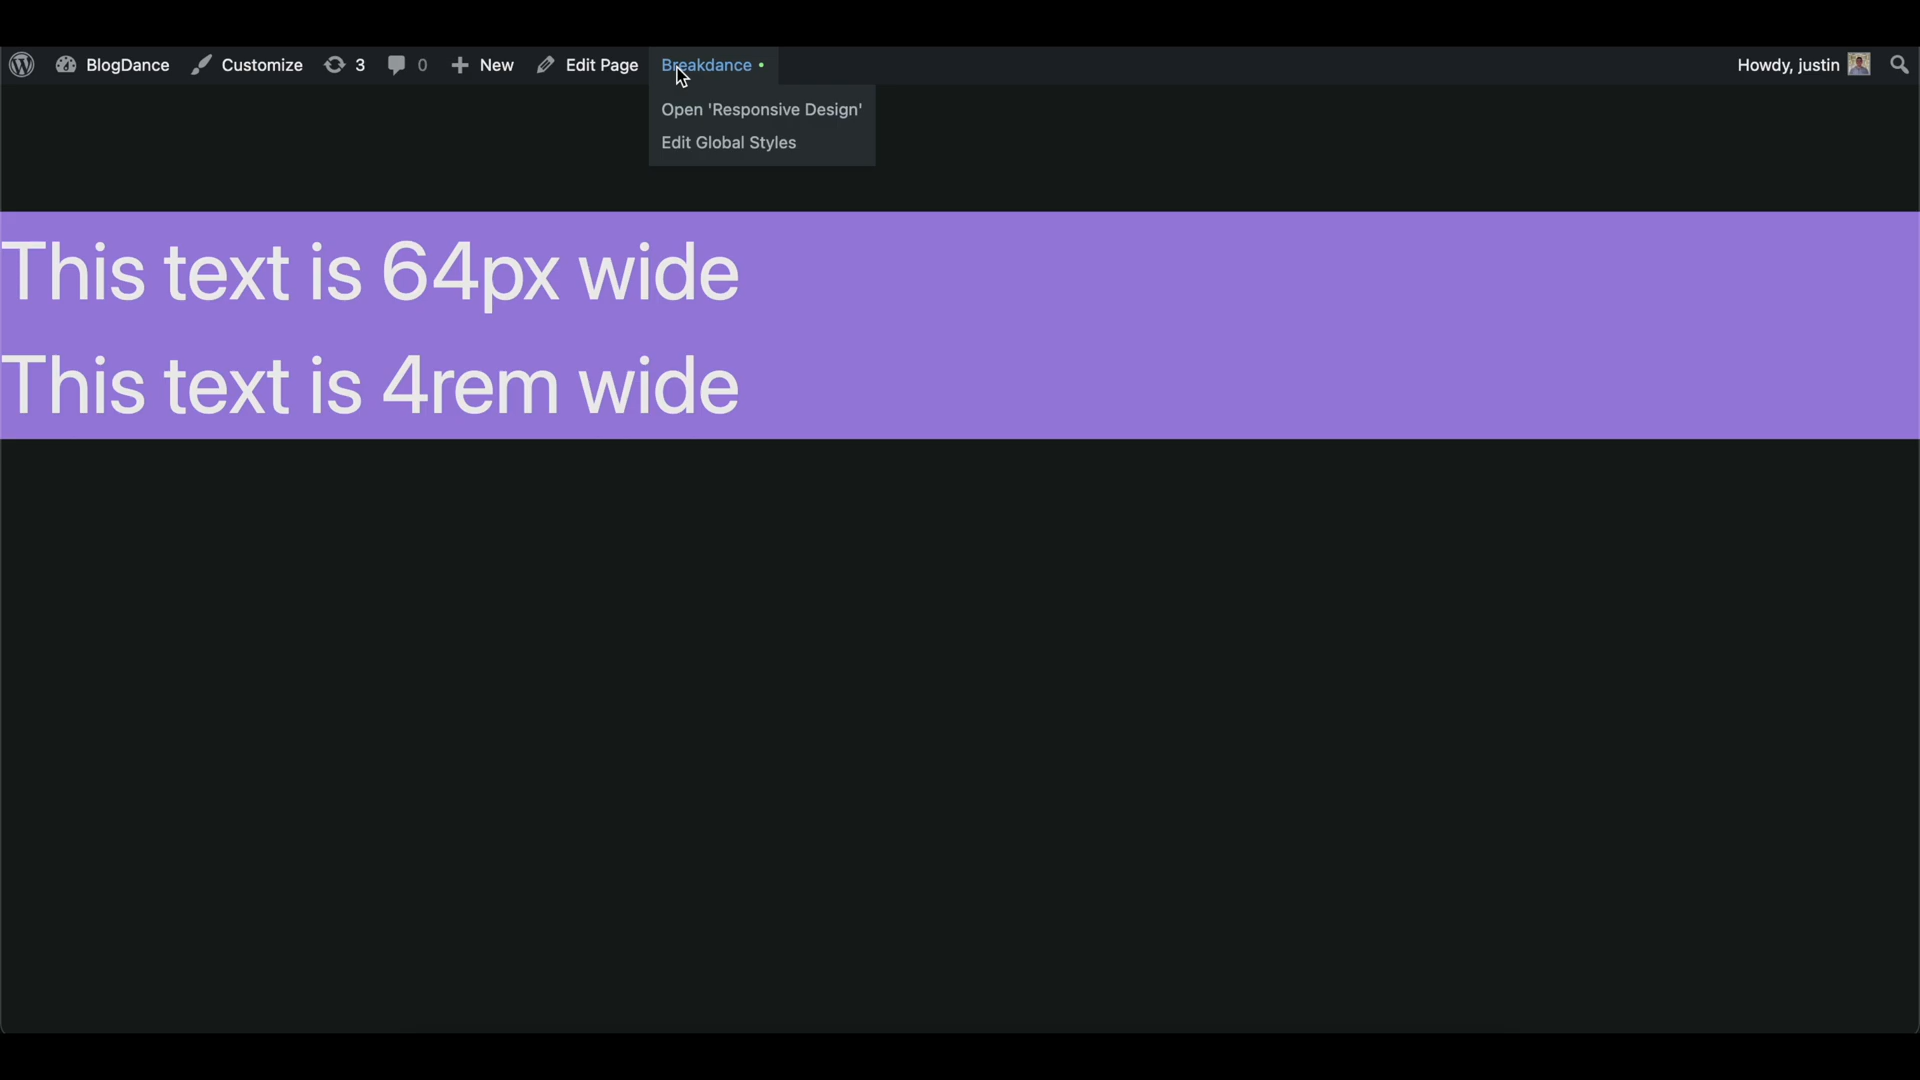 BlogDance Customize 3 0 New Edit Page Breakdance Howdy, justin
Open 'Responsive Design'
Edit Global Styles
This text is 64px wide
This text is 4rem wide